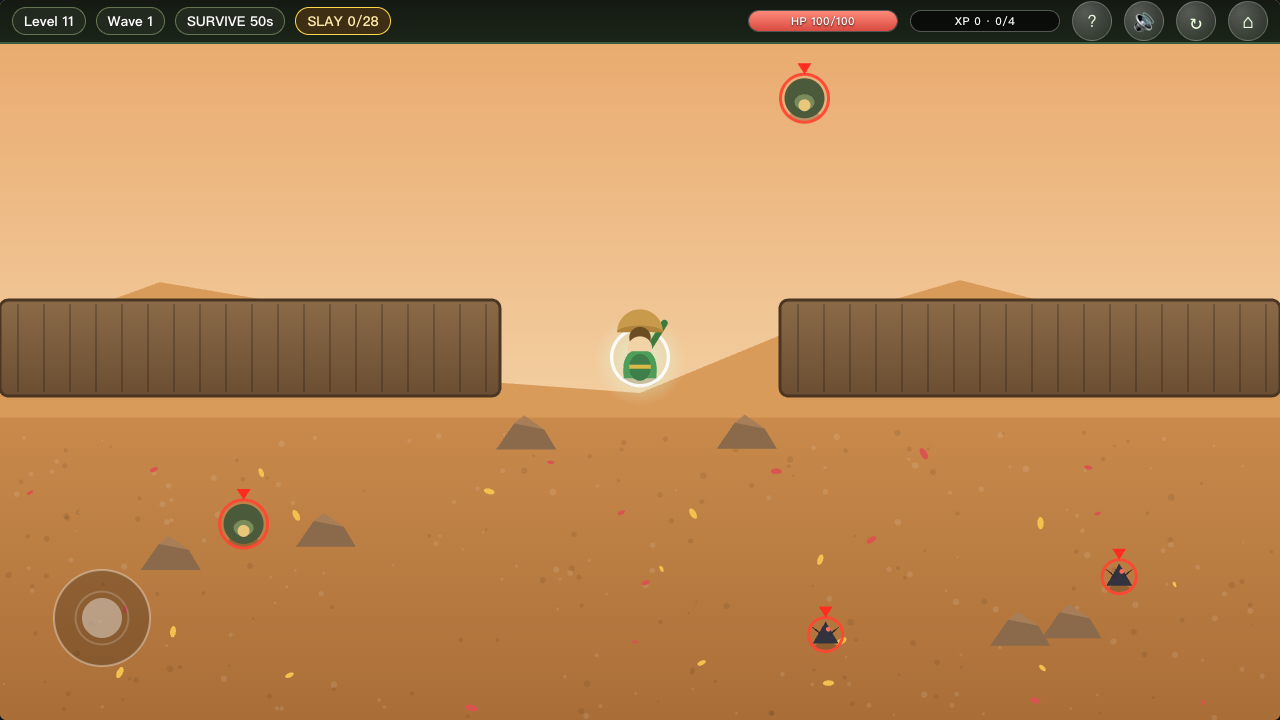 Level 11
Wave 1
SURVIVE 50s
SLAY 0/28
HP 100/100
XP 0 · 0/4
?